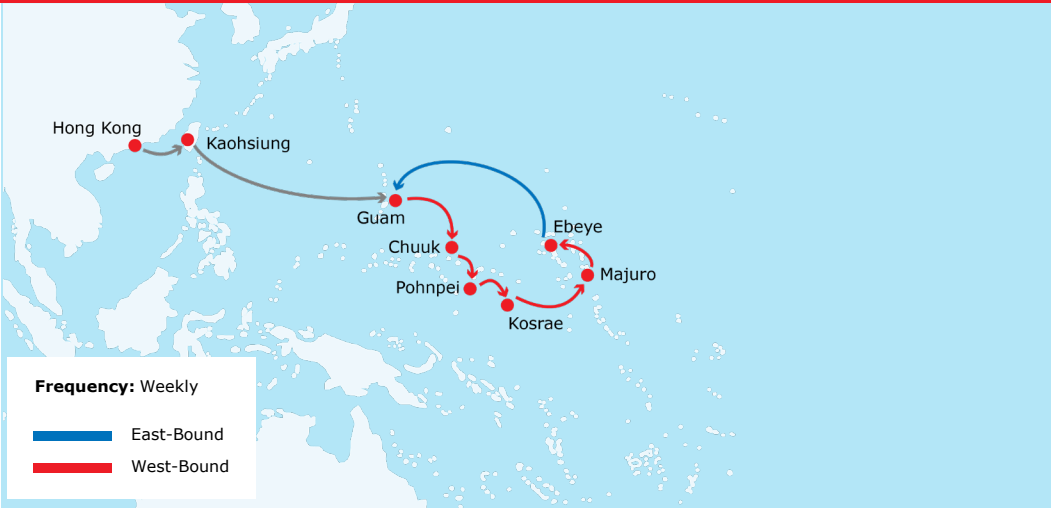 Hong Kong
Kaohsiung
Guam
Ebeye
Chuuk
Majuro
Pohnpei
Kosrae
Frequency: Weekly
East-Bound
West-Bound